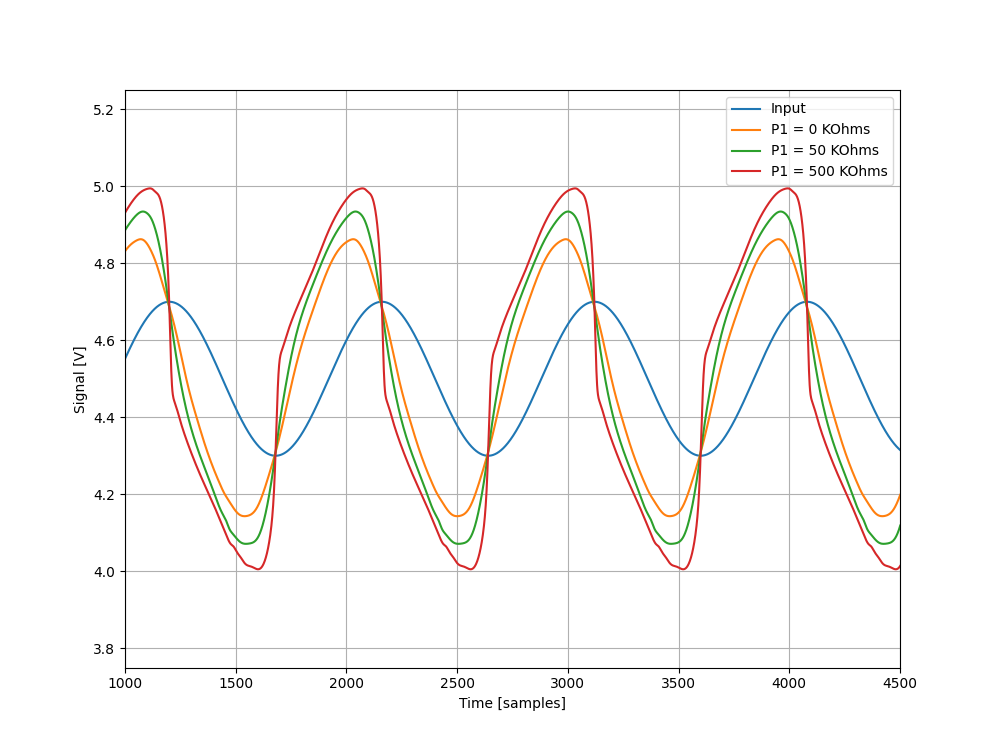 Input
P1 = 0 KOhms
P1 = 50 KOhms
P1 = 500 KOhms
5.2
5.0
4.8
4.6
4.4
4.2
4.0
3.8
Signal [V]
1000 1500 2000 2500 3000 3500 4000 4500
Time [samples]